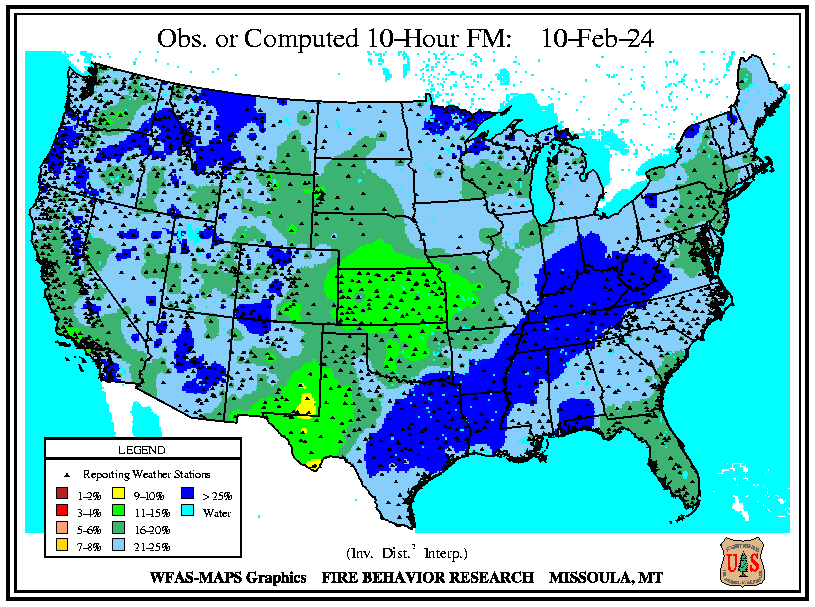 Obs. or Computed 10-Hour FM: 10-Feb-24
LEGEND
Reporting Weather Stations
1-2%
3-4%
5-6%
7-8%
9-10%
11-15%
16-20%
21-25%
> 25%
Water
(Inv. Dist.² Interp.)
WFAS-MAPS Graphics FIRE BEHAVIOR RESEARCH MISSOULA, MT
U S